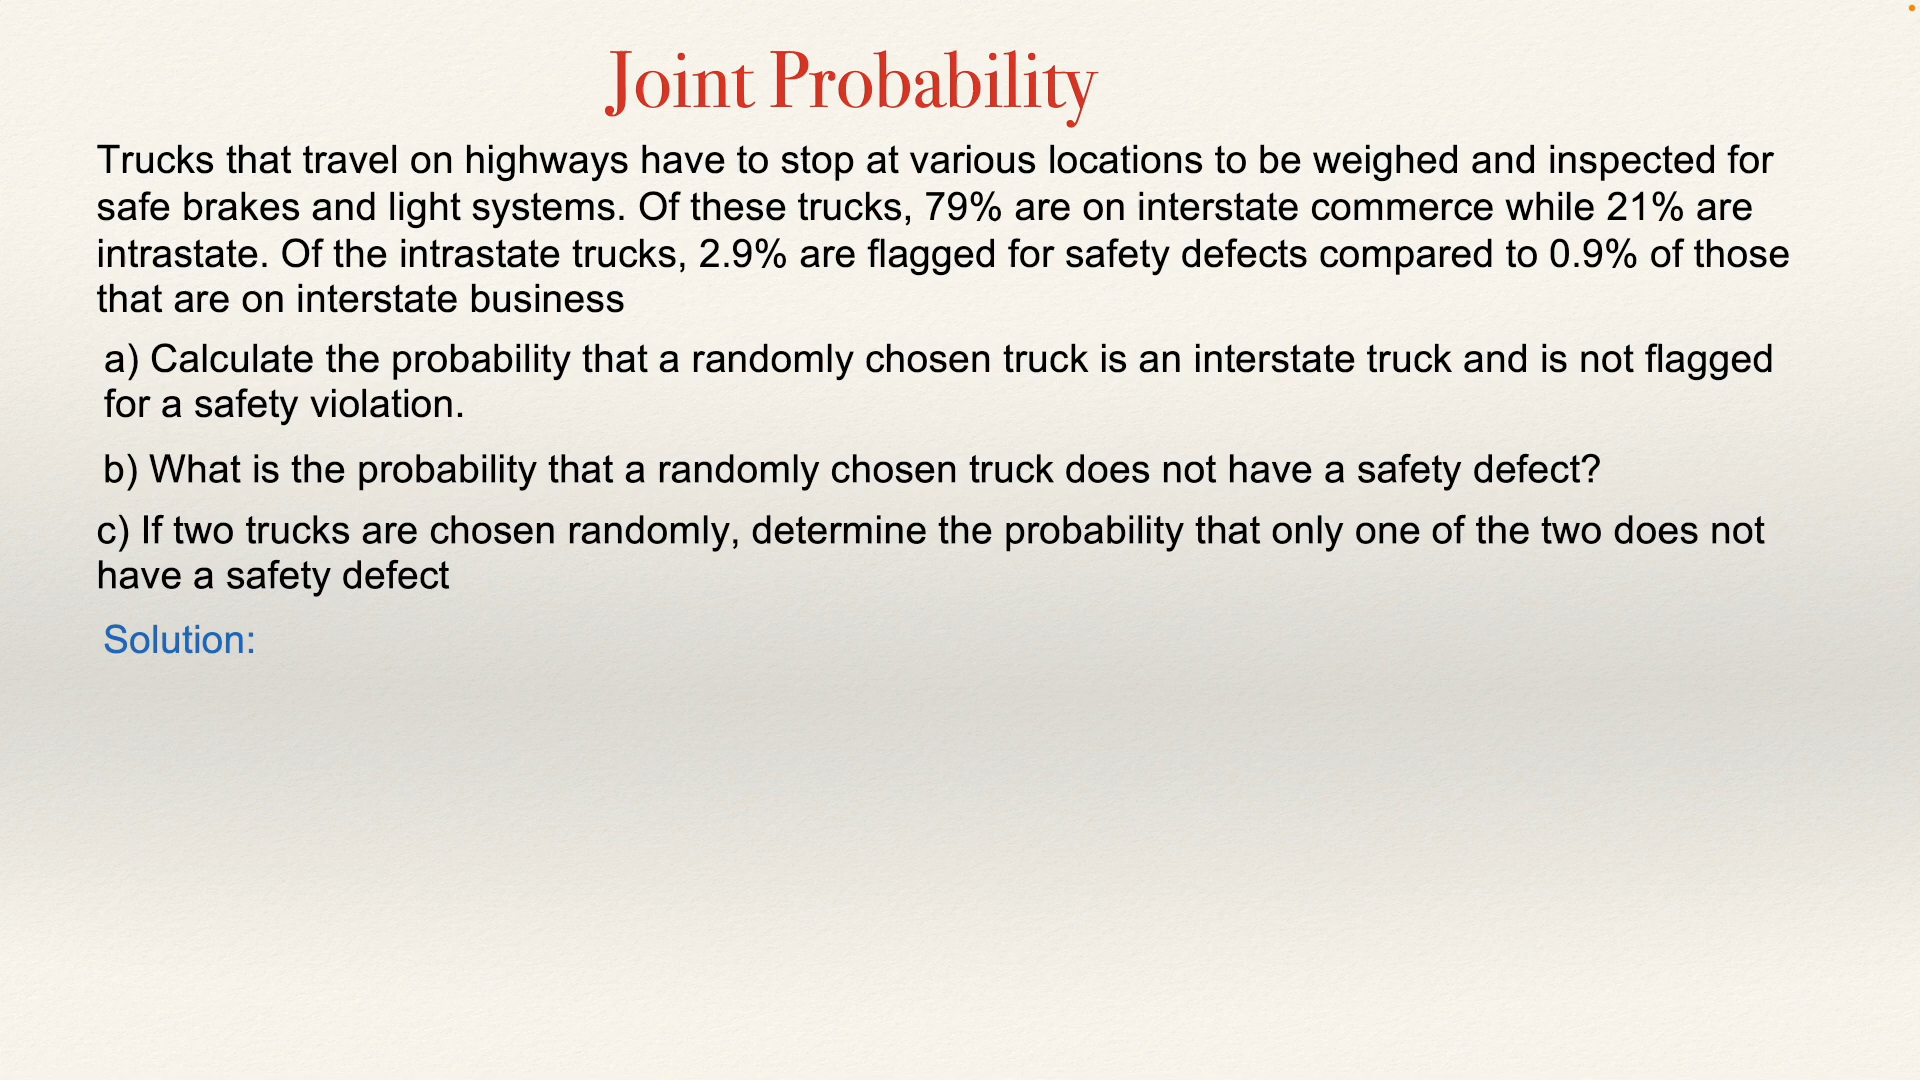 Joint Probability
Trucks that travel on highways have to stop at various locations to be weighed and inspected for
safe brakes and light systems. Of these trucks, 79% are on interstate commerce while 21% are
intrastate. Of the intrastate trucks, 2.9% are flagged for safety defects compared to 0.9% of those
that are on interstate business
a) Calculate the probability that a randomly chosen truck is an interstate truck and is not flagged
for a safety violation.
b) What is the probability that a randomly chosen truck does not have a safety defect?
c) If two trucks are chosen randomly, determine the probability that only one of the two does not
have a safety defect
Solution: